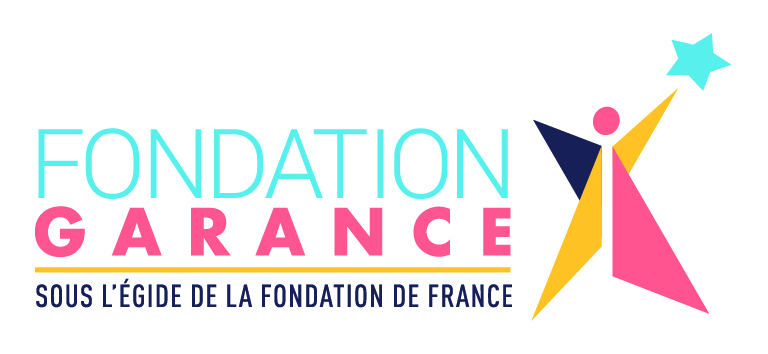 FONDATION
GARANCE
SOUS L'ÉGIDE DE LA FONDATION DE FRANCE